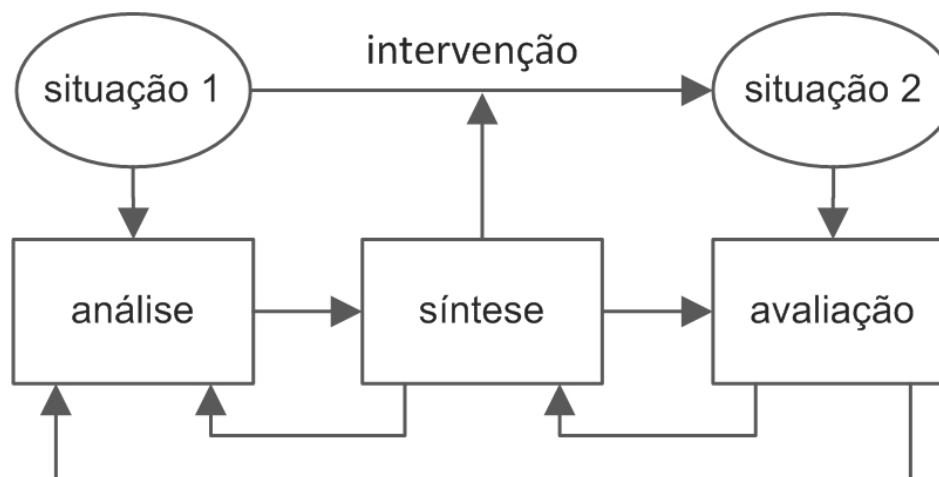 intervenção
situação 1
situação 2
análise
síntese
avaliação